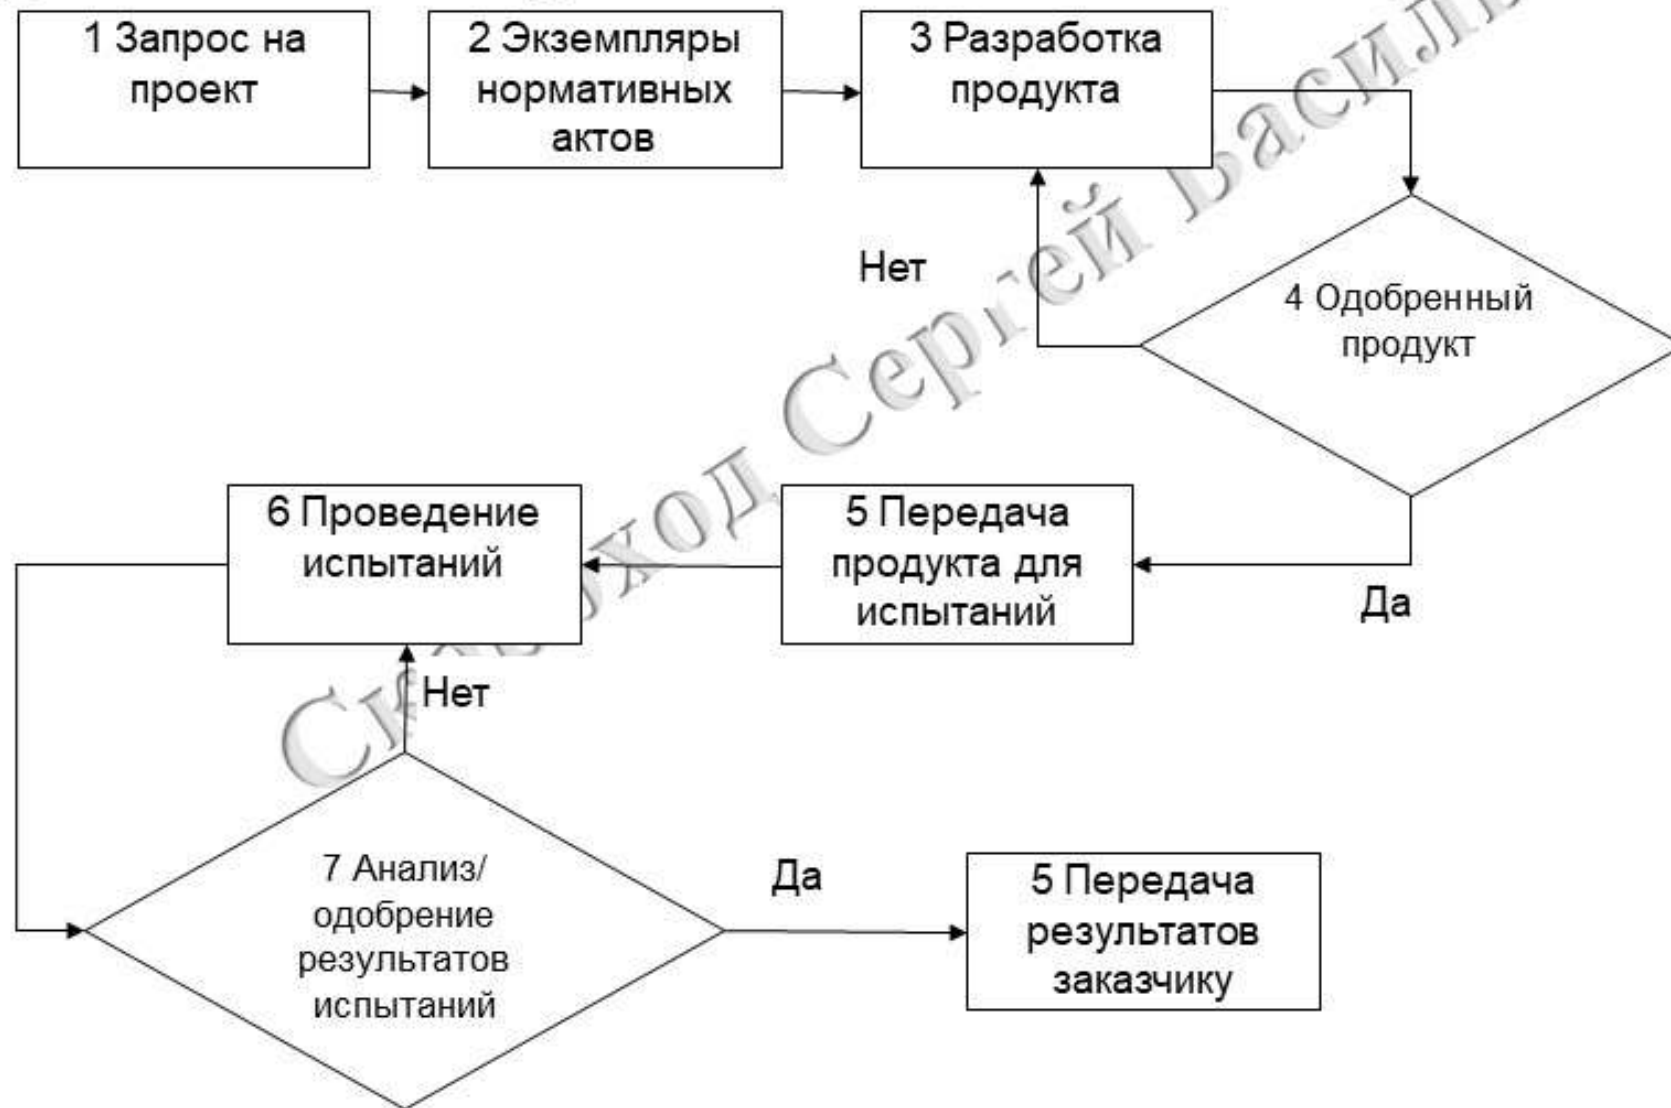 1 Запрос на
проект
2 Экземпляры
нормативных
актов
3 Разработка
продукта
Нет
4 Одобренный
продукт
6 Проведение
испытаний
5 Передача
продукта для
испытаний
Да
Нет
7 Анализ/
одобрение
результатов
испытаний
Да
5 Передача
результатов
заказчику
Сергей